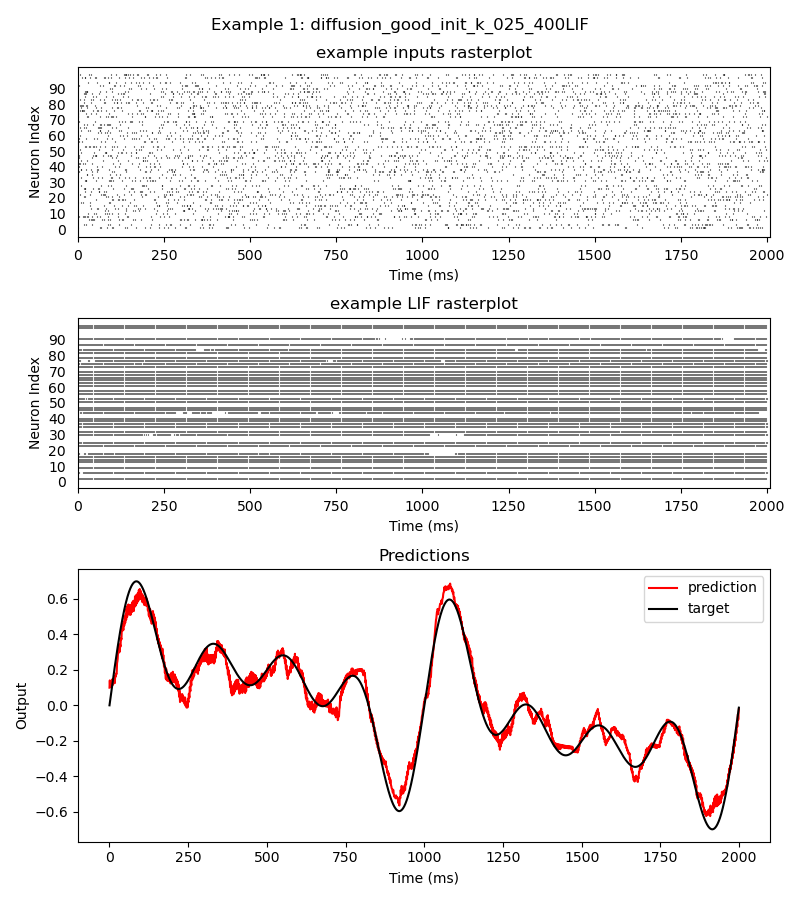 Example 1: diffusion_good_init_k_025_400LIF
example inputs rasterplot
Neuron Index
90
80
70
60
50
40
30
20
10
0
0 250 500 750 1000 1250 1500 1750 2000
Time (ms)
example LIF rasterplot
Neuron Index
90
80
70
60
50
40
30
20
10
0
0 250 500 750 1000 1250 1500 1750 2000
Time (ms)
Predictions
prediction
target
Output
0.6
0.4
0.2
0.0
−0.2
−0.4
−0.6
0 250 500 750 1000 1250 1500 1750 2000
Time (ms)